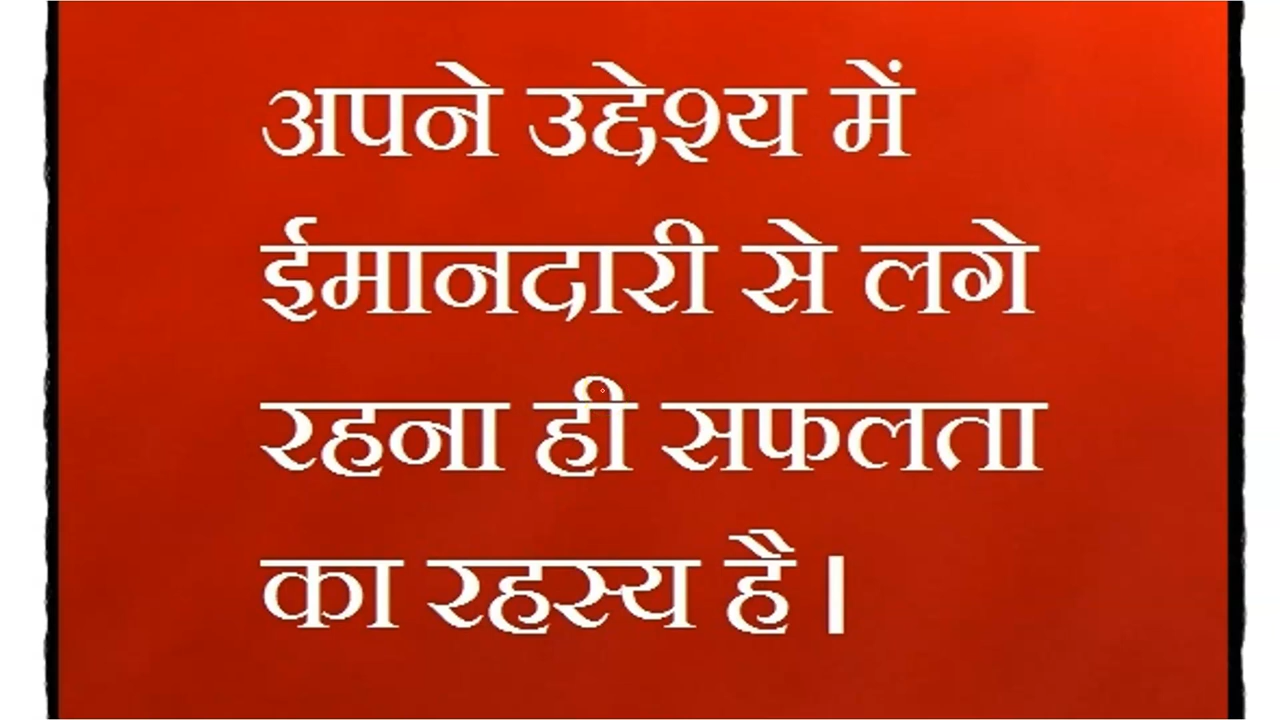 अपने उद्देश्य में
ईमानदारी से लगे
रहना ही सफलता
का रहस्य है।